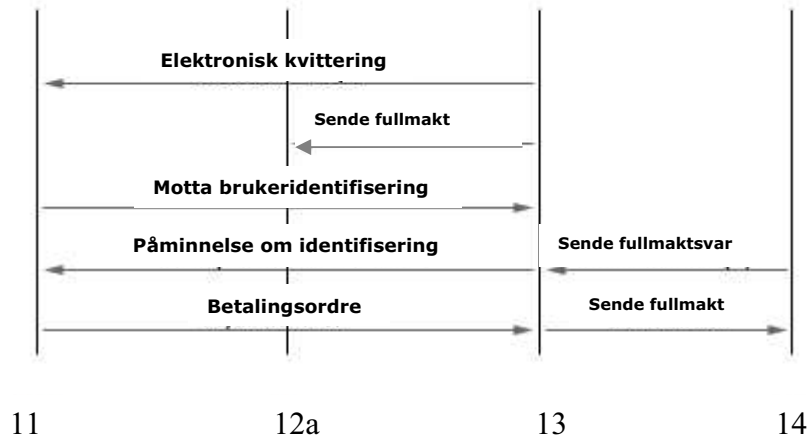 Elektronisk kvittering
Sende fullmakt
Motta brukeridentifisering
Påminnelse om identifisering
Sende fullmaktsvar
Betalingsordre
Sende fullmakt
11
12a
13
14